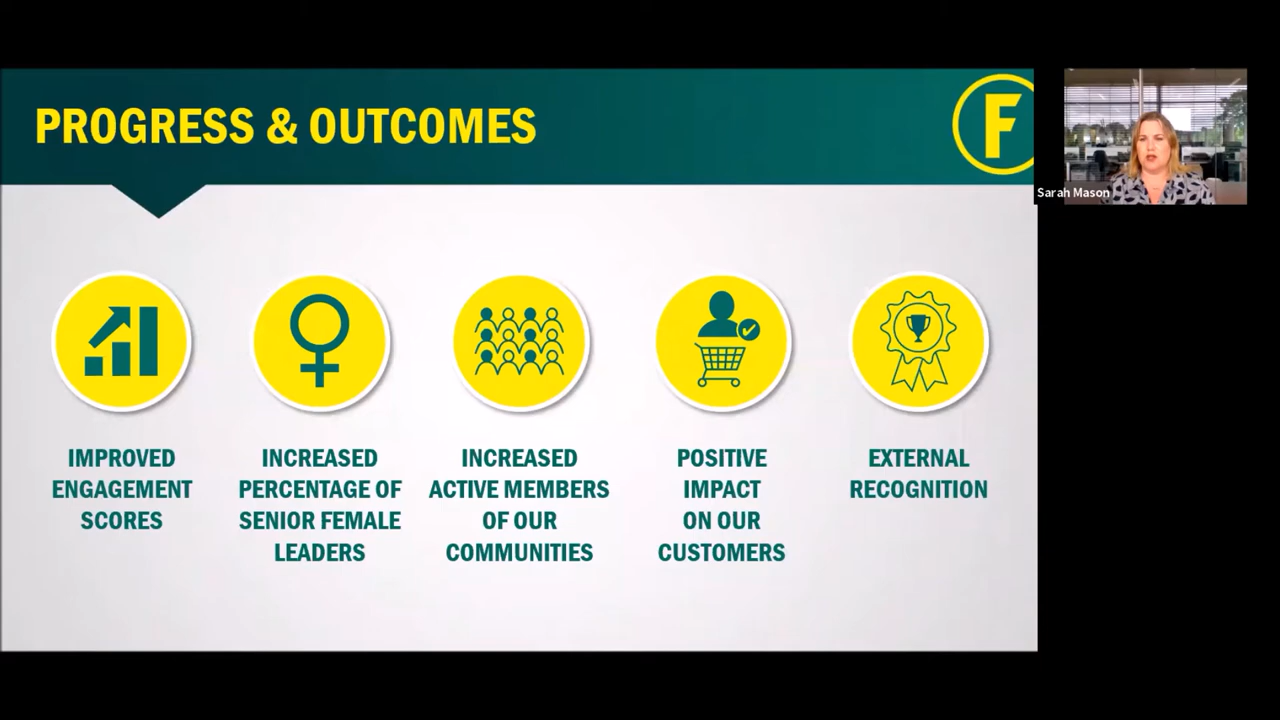 PROGRESS & OUTCOMES
F
Sarah Mason
IMPROVED
ENGAGEMENT
SCORES
INCREASED
PERCENTAGE OF
SENIOR FEMALE
LEADERS
INCREASED
ACTIVE MEMBERS
OF OUR
COMMUNITIES
POSITIVE
IMPACT
ON OUR
CUSTOMERS
EXTERNAL
RECOGNITION